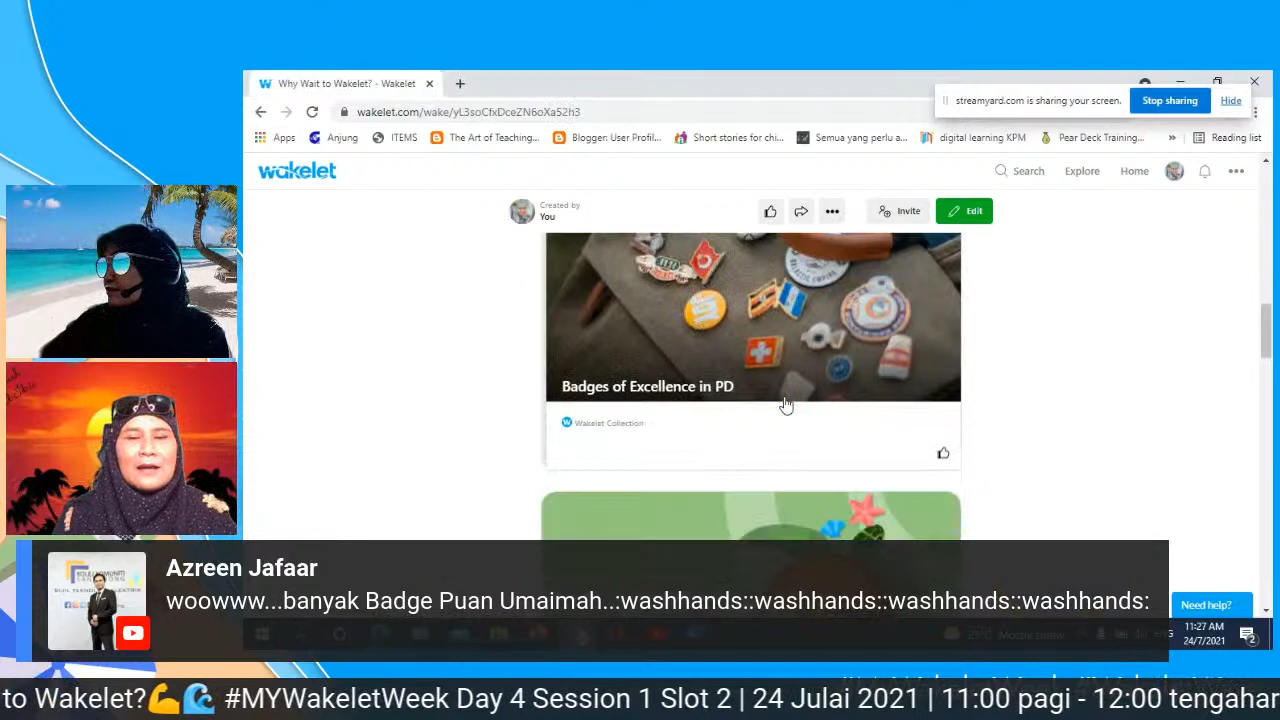 Why Wait to Wakelet? - Wakelet
streamyard.com is sharing your screen.
Stop sharing
Hide
wakelet.com/wake/yL3soCfxDceZN6oXa52h3
Apps
Anjung
ITEMS
The Art of Teaching...
Blogger: User Profil...
Short stories for chi...
Semua yang perlu a...
digital learning KPM
Pear Deck Training...
Reading list
wakelet
Search
Explore
Home
Created by
You
Invite
Edit
Badges of Excellence in PD
Wakelet Collection
Azreen Jafaar
woowww...banyak Badge Puan Umaimah..:washhands::washhands::washhands::washhands:
Need help?
11:27 AM
24/7/2021
to Wakelet?💪🌊 #MYWakeletWeek Day 4 Session 1 Slot 2 | 24 Julai 2021 | 11:00 pagi - 12:00 tengahar